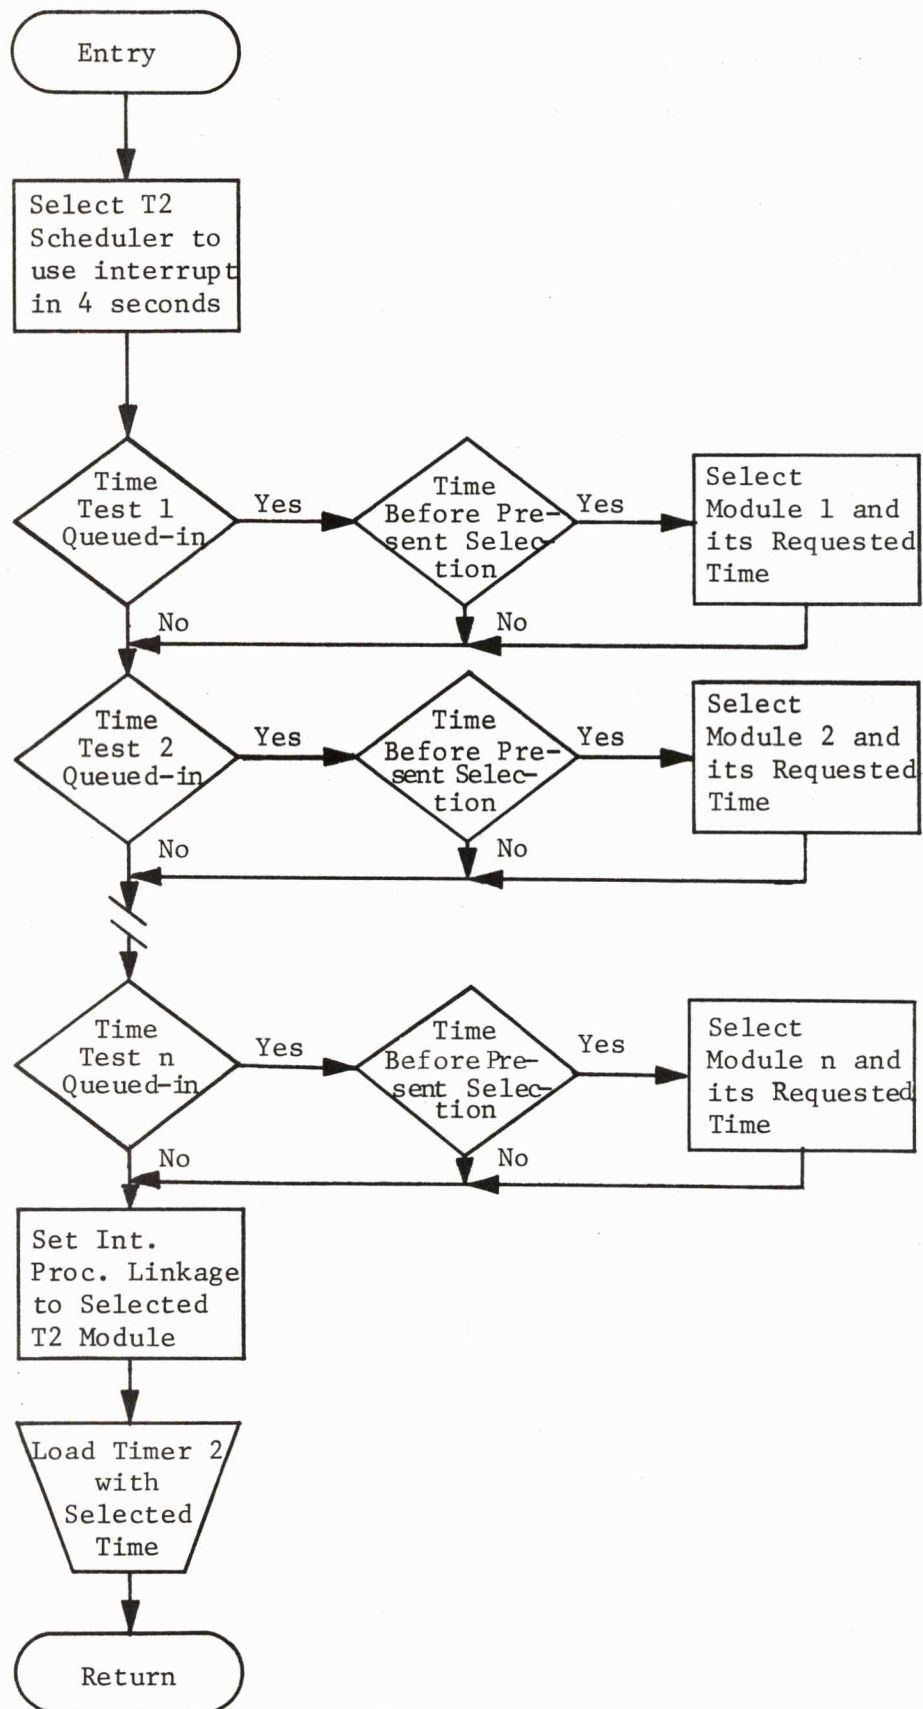 Entry
Select T2
Scheduler to
use interrupt
in 4 seconds
Time
Test 1
Queued-in
Yes
Time
Before Pre-
sent Selec-
tion
Yes
Select
Module 1 and
its Requested
Time
No
No
Time
Test 2
Queued-in
Yes
Time
Before Pre-
sent Selec-
tion
Yes
Select
Module 2 and
its Requested
Time
No
No
Time
Test n
Queued-in
Yes
Time
Before Pre-
sent Selec-
tion
Yes
Select
Module n and
its Requested
Time
No
No
Set Int.
Proc. Linkage
to Selected
T2 Module
Load Timer 2
with
Selected
Time
Return